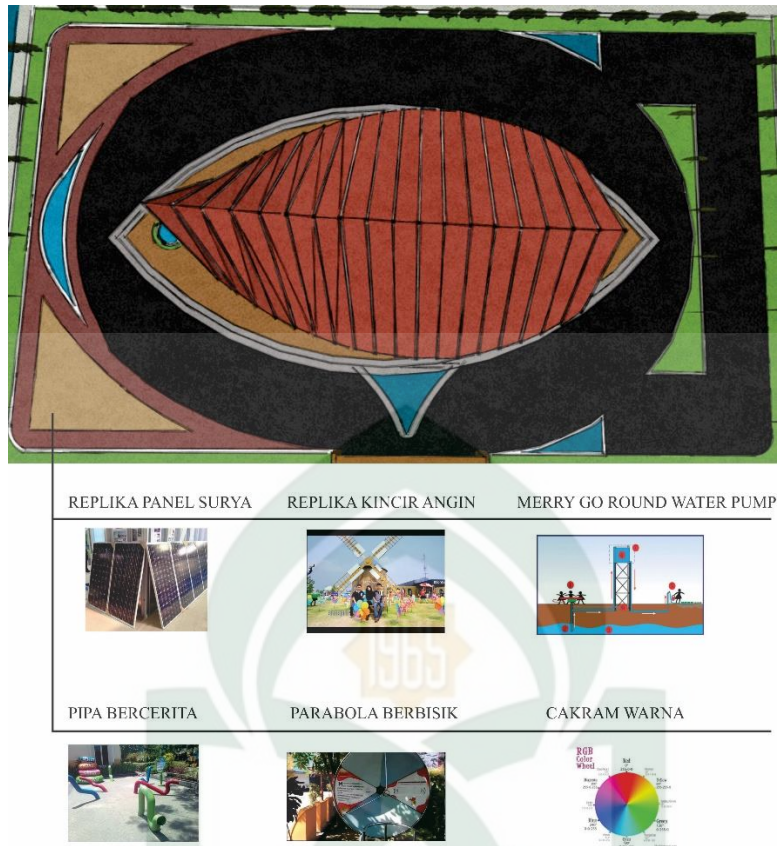 REPLIKA PANEL SURYA
REPLIKA KINCIR ANGIN
MERRY GO ROUND WATER PUMP
PIPA BERCERITA
PARABOLA BERBISIK
CAKRAM WARNA
1965
RGB
Color
Wheel